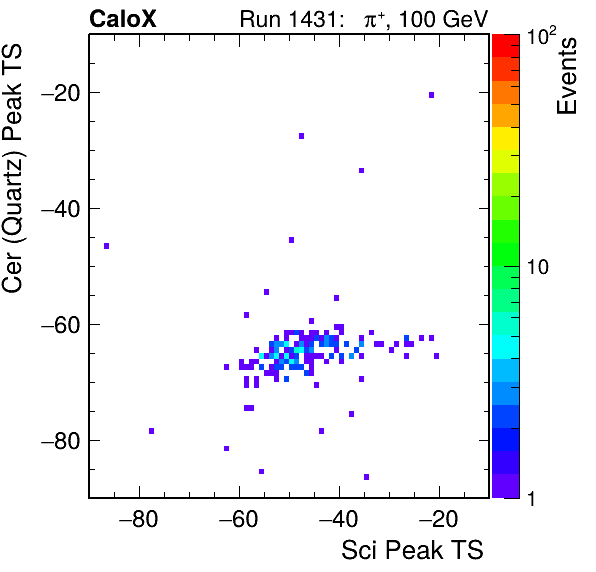 CaloX Run 1431: π⁺, 100 GeV
Cer (Quartz) Peak TS
−20
−40
−60
−80
−80 −60 −40 −20
Sci Peak TS
10²
10
1
Events